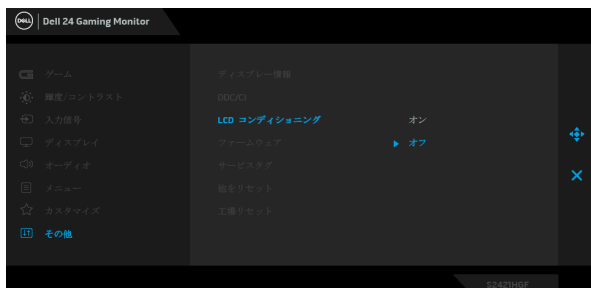 DELL Dell 24 Gaming Monitor
ゲーム
輝度/コントラスト
入力信号
ディスプレイ
オーディオ
メニュー
カスタマイズ
その他
ディスプレー情報
DDC/CI
LCD コンディショニング
ファームウェア
サービスタグ
他をリセット
工場リセット
オン
オフ
S2421HGF